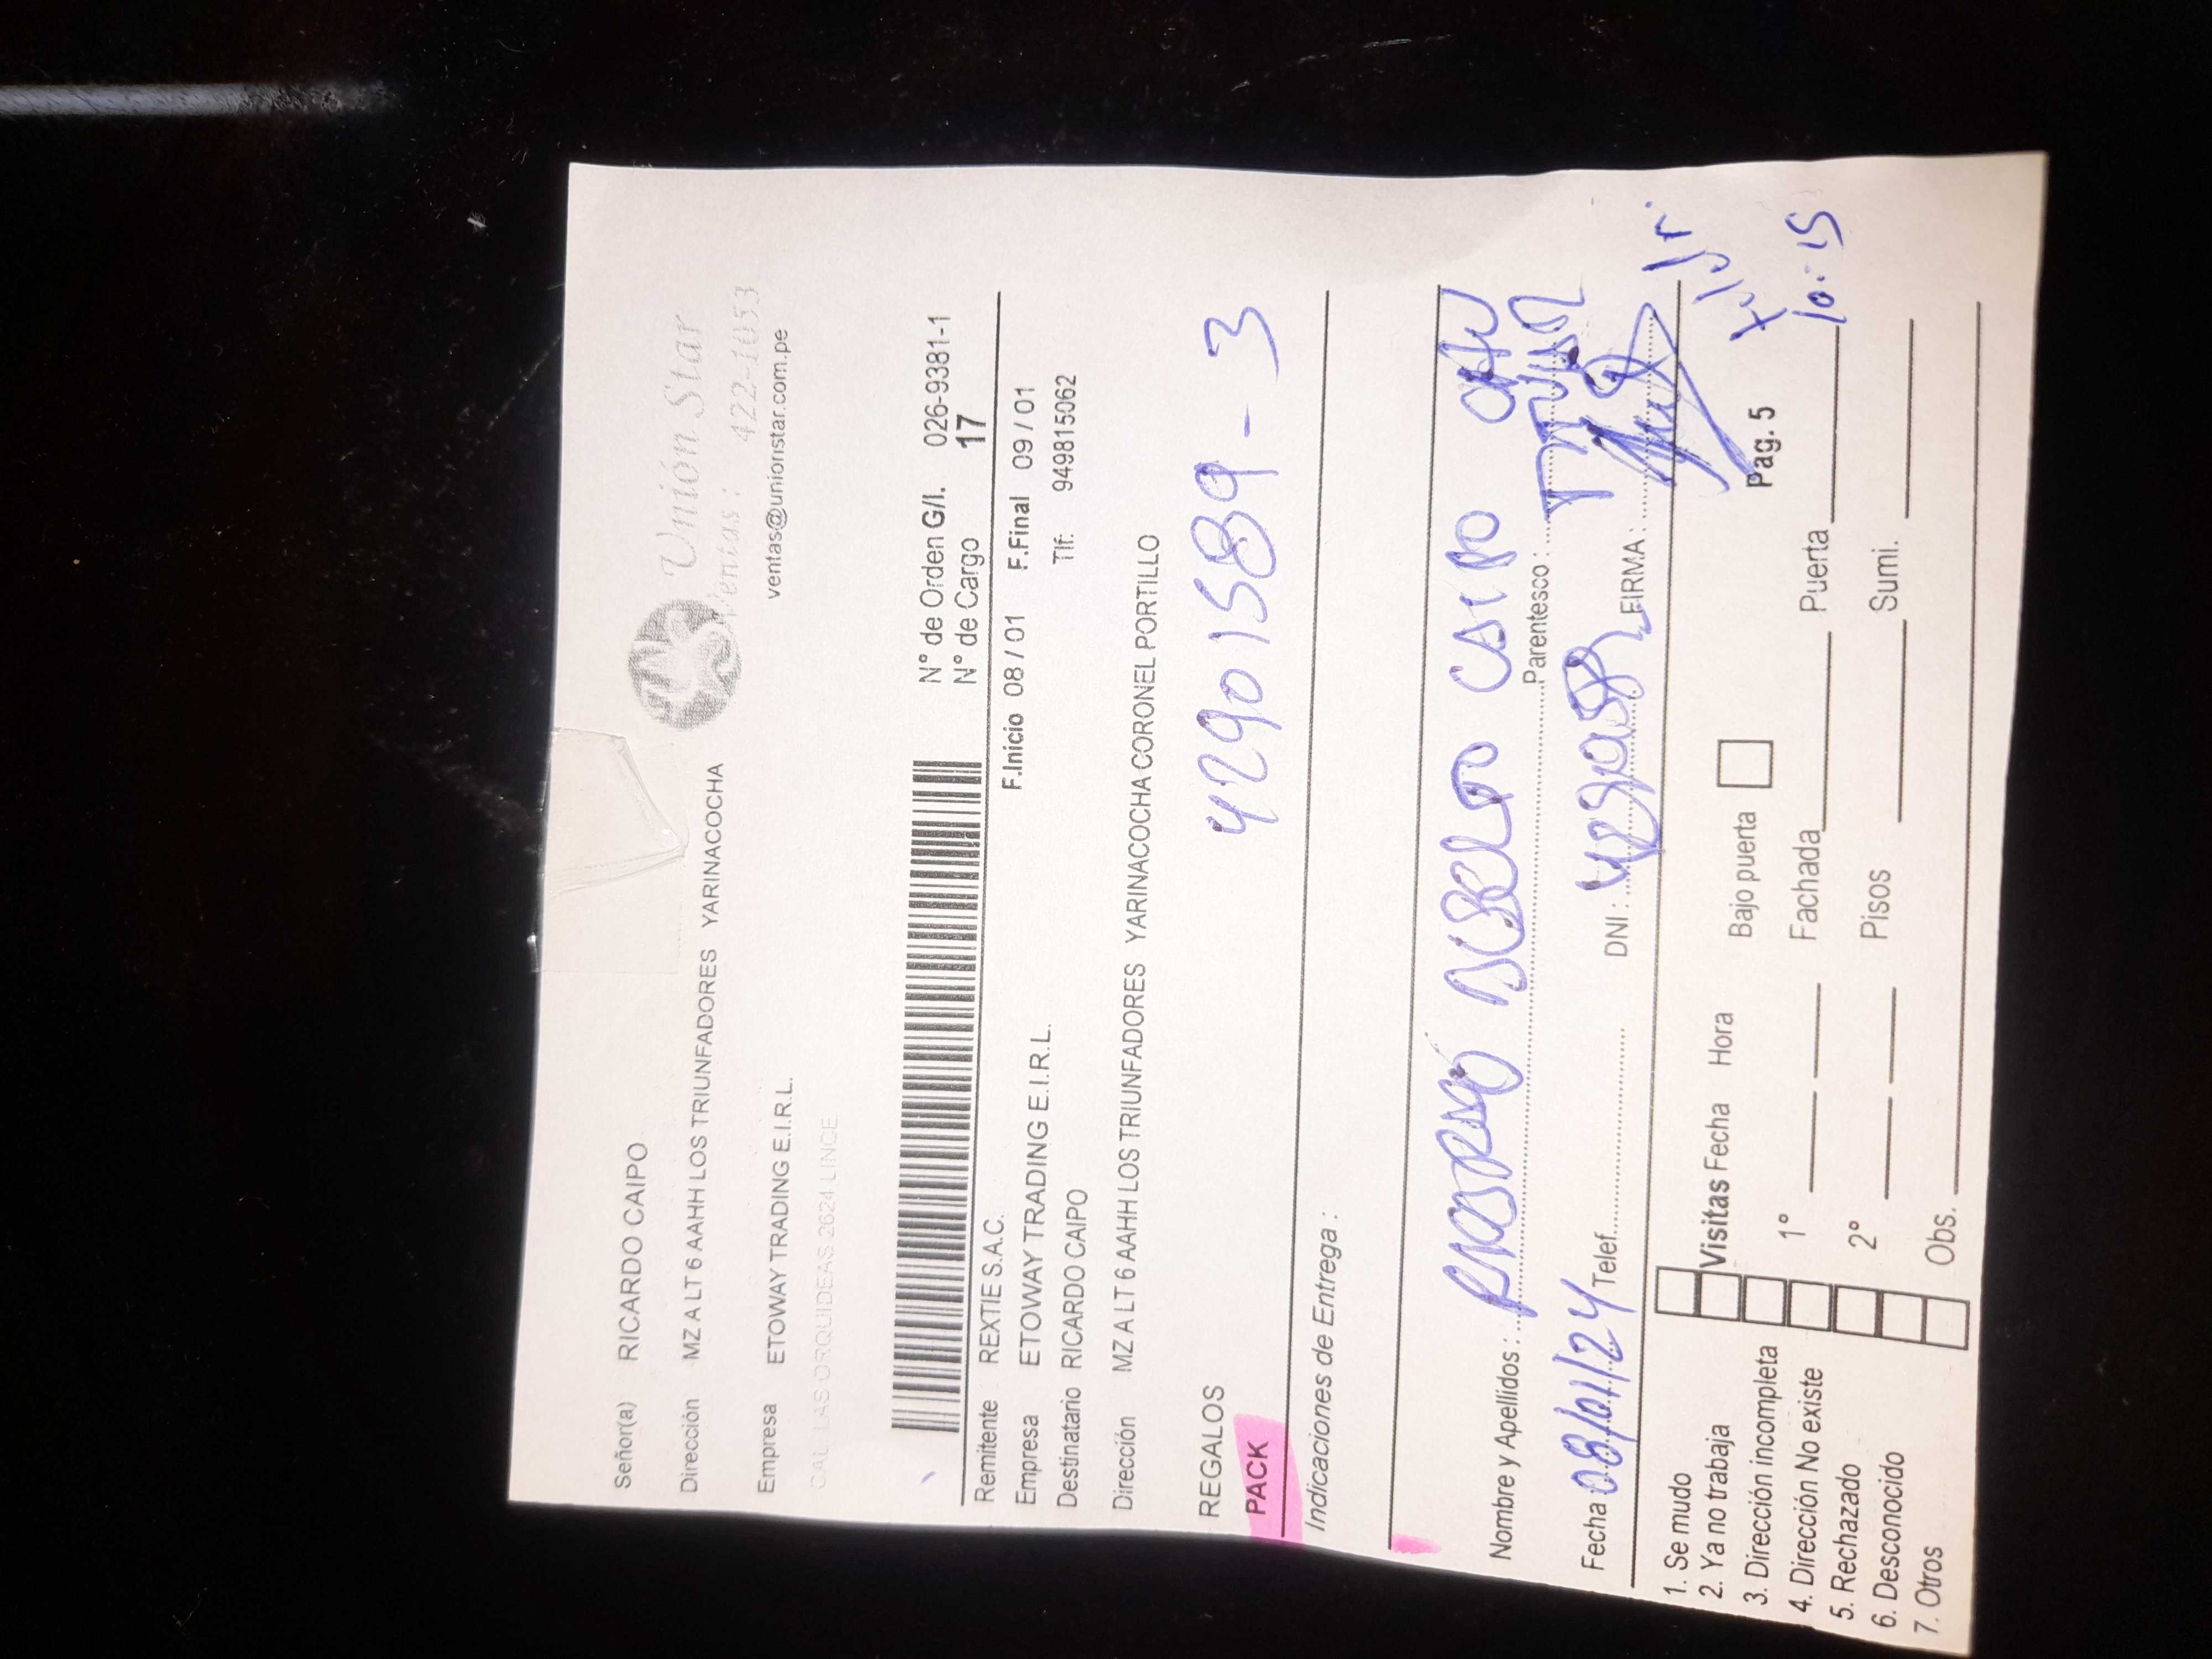 Unión Star
Ventas: 422-1053
ventas@unionstar.com.pe
Señor(a) RICARDO CAIPO
Dirección MZ A LT 6 AAHH LOS TRIUNFADORES YARINACOCHA
Empresa ETOWAY TRADING E.I.R.L.
CAL. LAS ORQUIDEAS 2624 LINCE
N° de Orden G/I. 026-9381-1
N° de Cargo 17
Remitente REXTIE S.A.C. F.Inicio 08 / 01 F.Final 09 / 01
Empresa ETOWAY TRADING E.I.R.L. Tlf: 949815062
Destinatario RICARDO CAIPO
Dirección MZ A LT 6 AAHH LOS TRIUNFADORES YARINACOCHA CORONEL PORTILLO
REGALOS 42901589-3
PACK
Indicaciones de Entrega :
Nombre y Apellidos :
Parentesco : TITULAR
Fecha 08/01/24 Telef. DNI : FIRMA :
1. Se mudo
2. Ya no trabaja
3. Dirección incompleta
4. Dirección No existe
5. Rechazado
6. Desconocido
7. Otros
Visitas Fecha Hora Bajo puerta Pag. 5
10:15
1° Fachada Puerta
2° Pisos Sumi.
Obs.